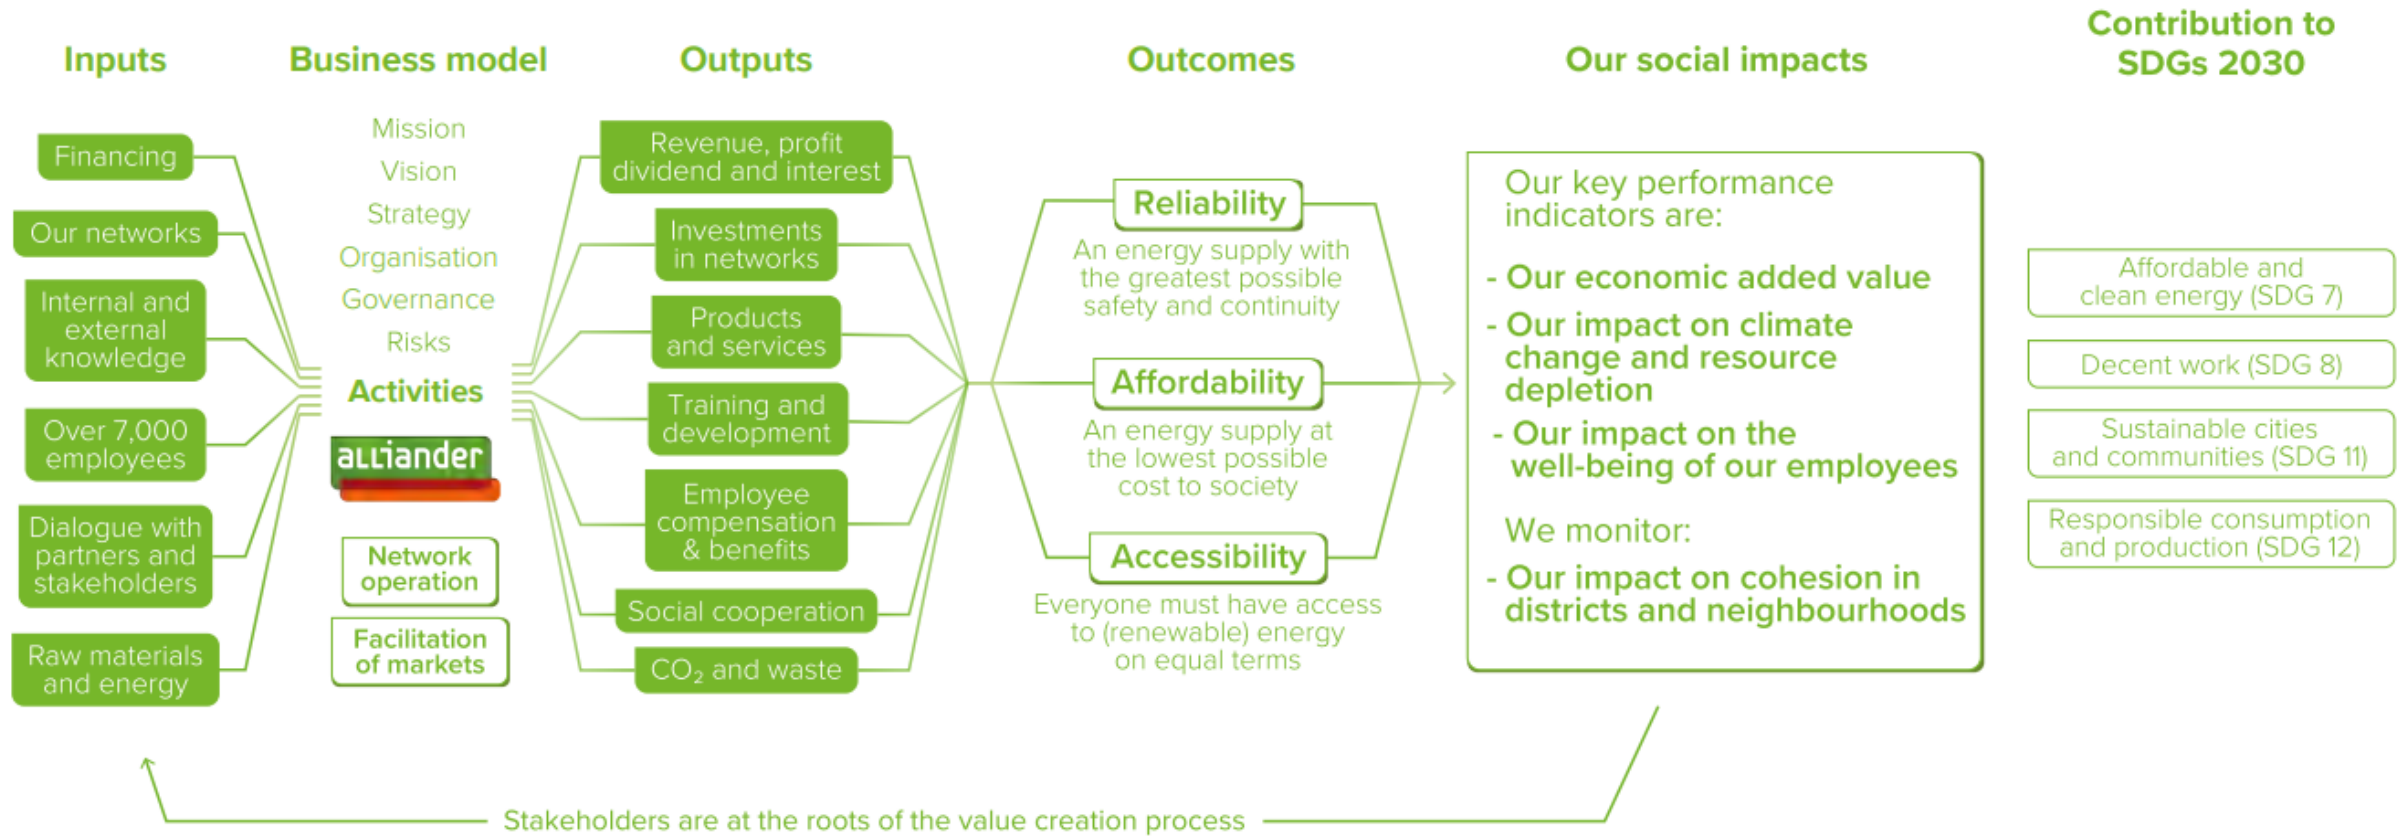 Inputs
Financing
Our networks
Internal and
external
knowledge
Over 7,000
employees
Dialogue with
partners and
stakeholders
Raw materials
and energy
Business model
Mission
Vision
Strategy
Organisation
Governance
Risks
Activities
alliander
Network
operation
Facilitation
of markets
Outputs
Revenue, profit
dividend and interest
Investments
in networks
Products
and services
Training and
development
Employee
compensation
& benefits
Social cooperation
CO₂ and waste
Outcomes
Reliability
An energy supply with
the greatest possible
safety and continuity
Affordability
An energy supply at
the lowest possible
cost to society
Accessibility
Everyone must have access
to (renewable) energy
on equal terms
Our social impacts
Our key performance
indicators are:
- Our economic added value
- Our impact on climate
change and resource
depletion
- Our impact on the
well-being of our employees
We monitor:
- Our impact on cohesion in
districts and neighbourhoods
Contribution to
SDGs 2030
Affordable and
clean energy (SDG 7)
Decent work (SDG 8)
Sustainable cities
and communities (SDG 11)
Responsible consumption
and production (SDG 12)
Stakeholders are at the roots of the value creation process